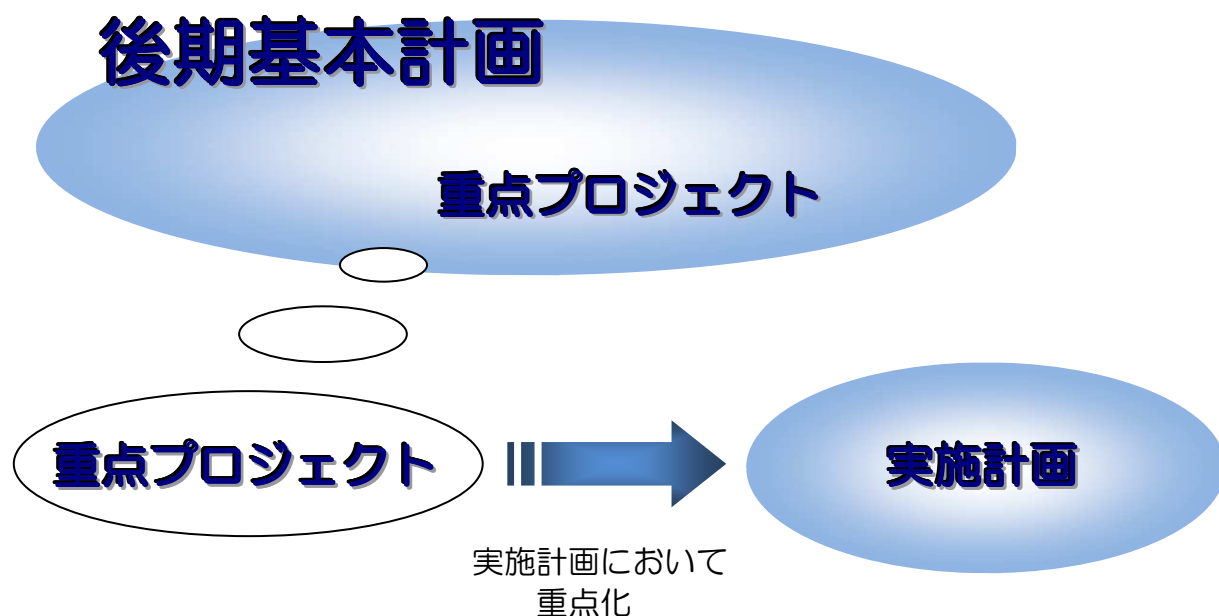 後期基本計画
重点プロジェクト
重点プロジェクト
実施計画
実施計画において
重点化